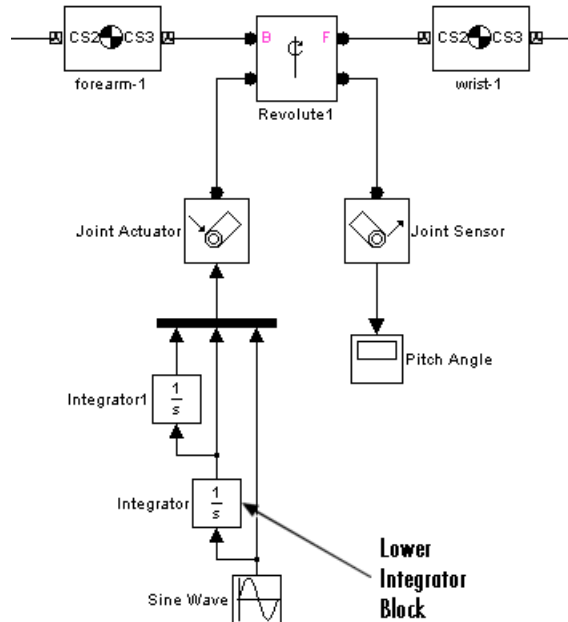 CS2 CS3
forearm-1
B F
Revolute1
CS2 CS3
wrist-1
Joint Actuator
Joint Sensor
Pitch Angle
Integrator1
1
s
Integrator
1
s
Lower
Integrator
Block
Sine Wave